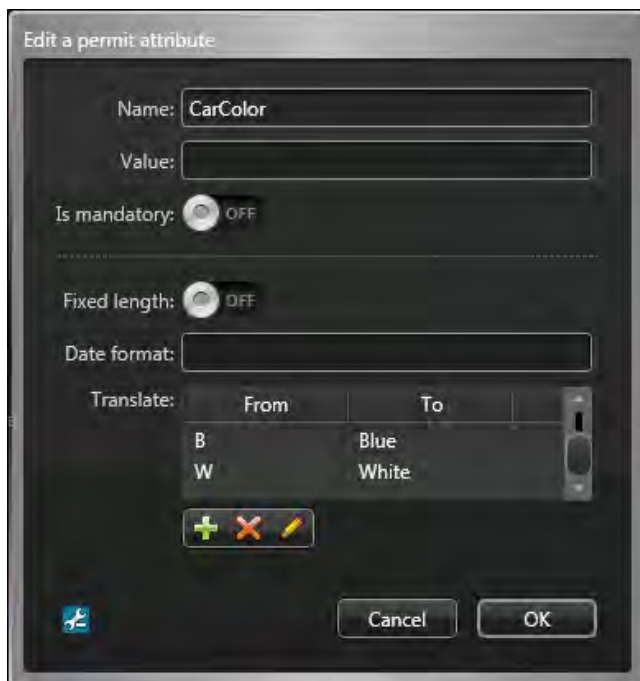 Edit a permit attribute
Name: CarColor
Value:
Is mandatory: OFF
Fixed length: OFF
Date format:
Translate: From To
B Blue
W White
Cancel OK